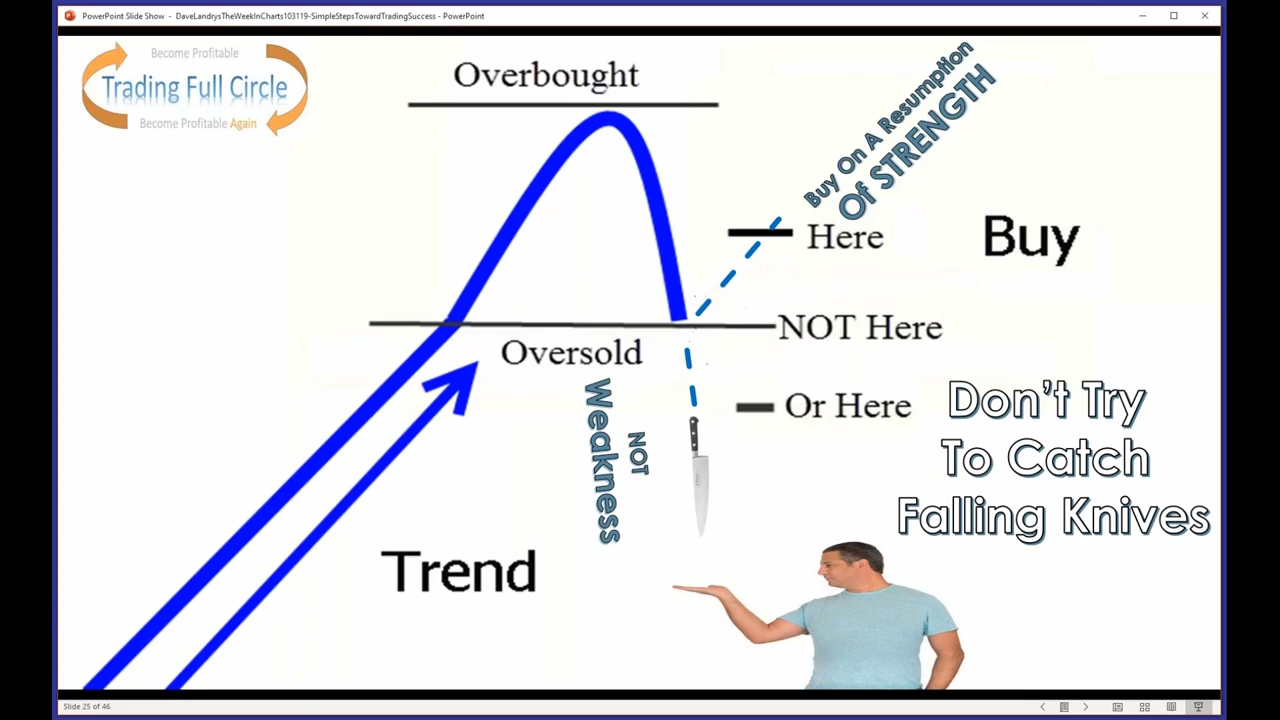 PowerPoint Slide Show - DaveLandrysTheWeekInCharts103119-SimpleStepsTowardTradingSuccess - PowerPoint
Become Profitable
Trading Full Circle
Become Profitable Again
Overbought
Buy On A Resumption
Of STRENGTH
Here
Buy
NOT Here
Oversold
Or Here
NOT
Weakness
Don't Try
To Catch
Falling Knives
Trend
Slide 25 of 46